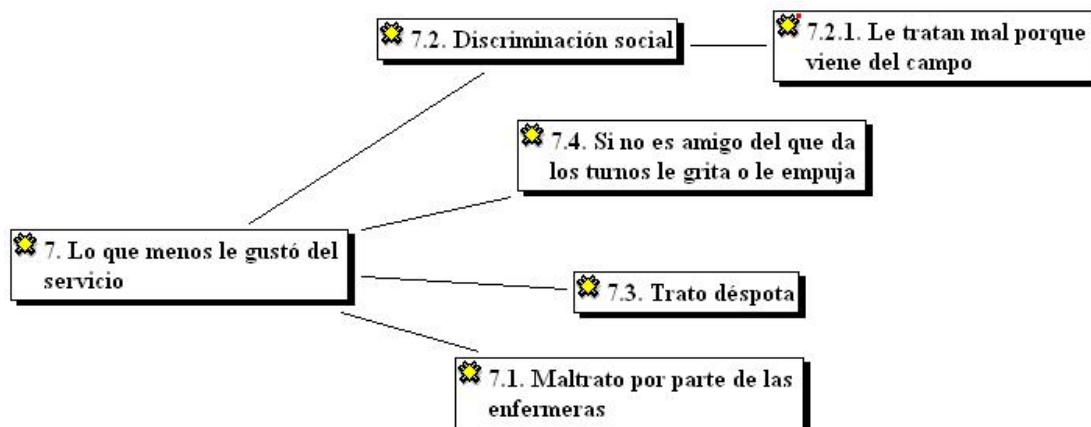 7.2. Discriminación social
7.2.1. Le tratan mal porque
viene del campo
7.4. Si no es amigo del que da
los turnos le grita o le empuja
7. Lo que menos le gustó del
servicio
7.3. Trato déspota
7.1. Maltrato por parte de las
enfermeras